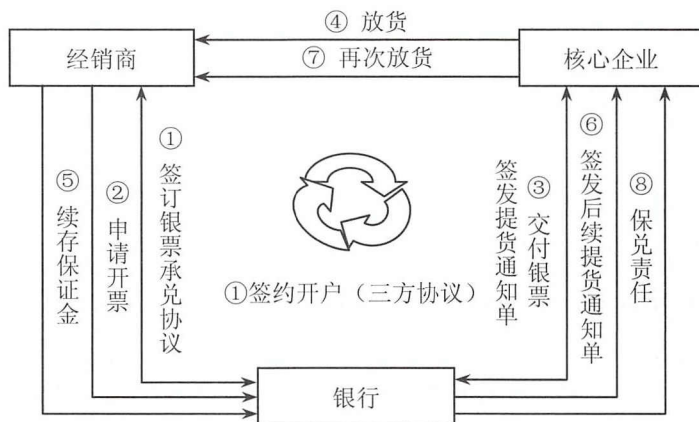 ④ 放货
经销商
⑦ 再次放货
核心企业
⑤ 续存保证金
② 申请开票
① 签订银票承兑协议
①签约开户（三方协议）
签发提货通知单
③ 交付银票
⑥ 签发后续提货通知单
⑧ 保兑责任
银行